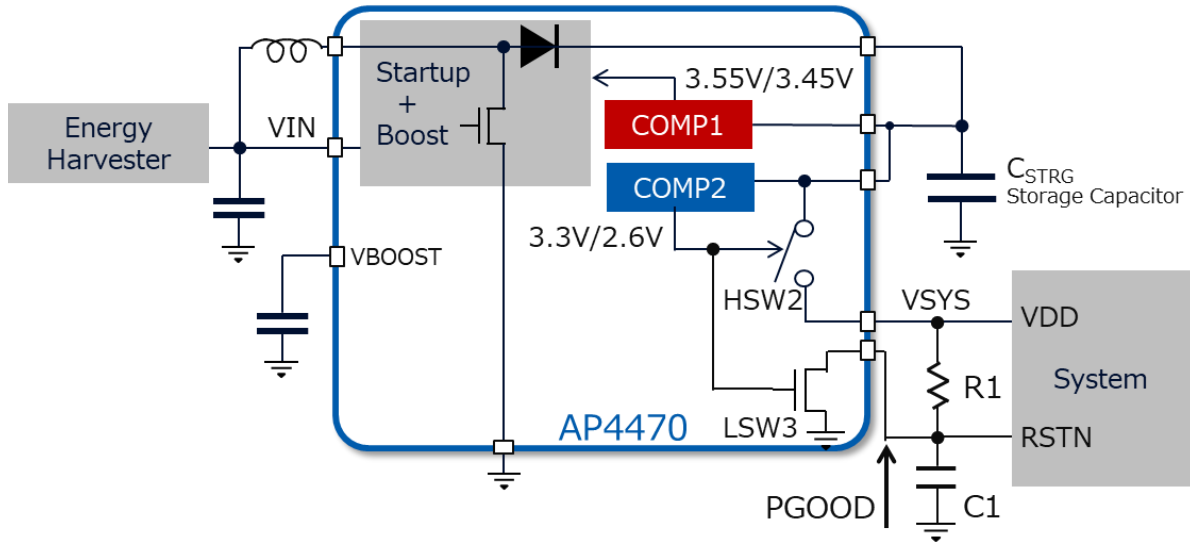 Energy
Harvester
VIN
Startup
+
Boost
3.55V/3.45V
COMP1
COMP2
3.3V/2.6V
HSW2
VBOOST
LSW3
AP4470
C_STRG
Storage Capacitor
VSYS
VDD
R1
System
RSTN
PGOOD
C1